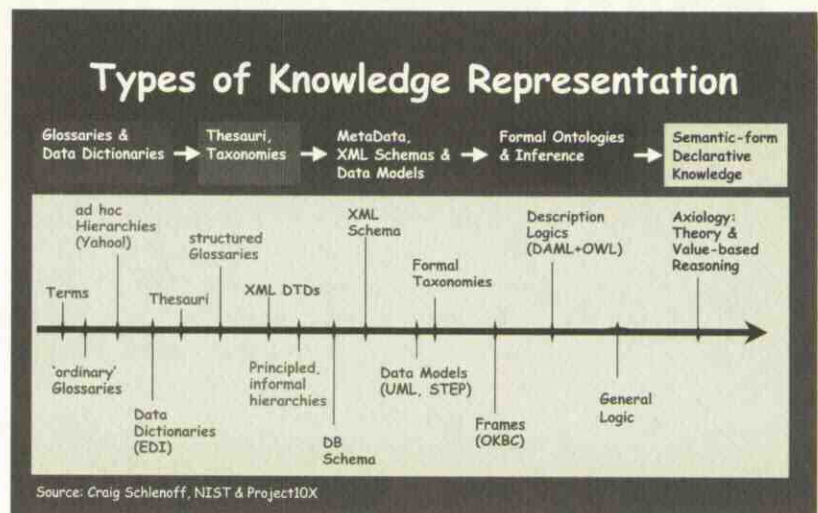 Types of Knowledge Representation
Glossaries &
Data Dictionaries
Thesauri,
Taxonomies
MetaData,
XML Schemas &
Data Models
Formal Ontologies
& Inference
Semantic-form
Declarative
Knowledge
ad hoc
Hierarchies
(Yahoo!)
structured
Glossaries
XML
Schema
Description
Logics
(DAML+OWL)
Axiology:
Theory &
Value-based
Reasoning
Terms
Thesauri
XML DTDs
Formal
Taxonomies
'ordinary'
Glossaries
Data
Dictionaries
(EDI)
Principled,
informal
hierarchies
DB
Schema
Data Models
(UML, STEP)
Frames
(OKBC)
General
Logic
Source: Craig Schlenoff, NIST & Project10X